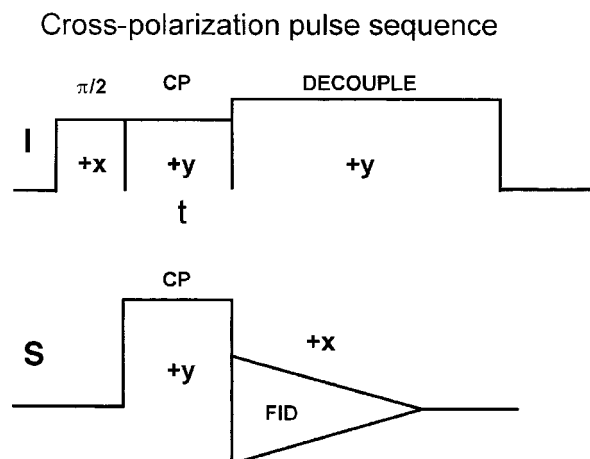 Cross-polarization pulse sequence
π/2 CP DECOUPLE
I +x +y +y
t
CP
S +y +x
FID